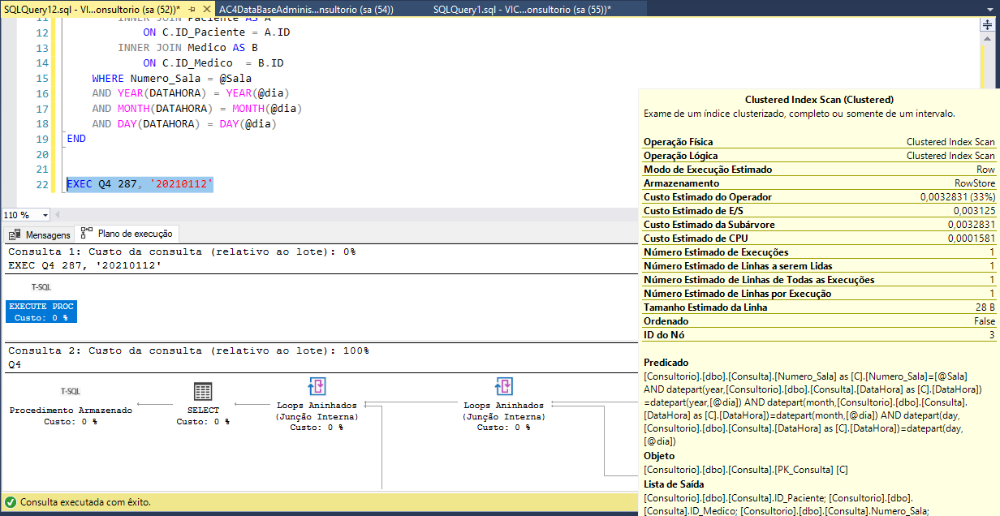 SQLQuery12.sql - VI...onsultorio (sa (52))*
AC4DataBaseAdminis...nsultorio (sa (54))
SQLQuery1.sql - VIC...onsultorio (sa (55))*
11 INNER JOIN Paciente AS A
12 ON C.ID_Paciente = A.ID
13 INNER JOIN Medico AS B
14 ON C.ID_Medico = B.ID
15 WHERE Numero_Sala = @Sala
16 AND YEAR(DATAHORA) = YEAR(@dia)
17 AND MONTH(DATAHORA) = MONTH(@dia)
18 AND DAY(DATAHORA) = DAY(@dia)
19 END
20
21
22 EXEC Q4 287, '20210112'
110 %
Mensagens Plano de execução
Consulta 1: Custo da consulta (relativo ao lote): 0%
EXEC Q4 287, '20210112'
T-SQL
EXECUTE PROC
Custo: 0 %
Consulta 2: Custo da consulta (relativo ao lote): 100%
Q4
T-SQL
Procedimento Armazenado
Custo: 0 %
SELECT
Custo: 0 %
Loops Aninhados
(Junção Interna)
Custo: 0 %
Loops Aninhados
(Junção Interna)
Custo: 0 %
Consulta executada com êxito.
Clustered Index Scan (Clustered)
Exame de um índice clusterizado, completo ou somente de um intervalo.
Operação Física Clustered Index Scan
Operação Lógica Clustered Index Scan
Modo de Execução Estimado Row
Armazenamento RowStore
Custo Estimado do Operador 0,0032831 (33%)
Custo Estimado de E/S 0,003125
Custo Estimado da Subárvore 0,0032831
Custo Estimado de CPU 0,0001581
Número Estimado de Execuções 1
Número Estimado de Linhas a serem Lidas 1
Número Estimado de Linhas de Todas as Execuções 1
Número Estimado de Linhas por Execução 1
Tamanho Estimado da Linha 28 B
Ordenado False
ID do Nó 3
Predicado
[Consultorio].[dbo].[Consulta].[Numero_Sala] as [C].[Numero_Sala]=[@Sala]
AND datepart(year,[Consultorio].[dbo].[Consulta].[DataHora] as [C].[DataHora])
=datepart(year,[@dia]) AND datepart(month,[Consultorio].[dbo].[Consulta].
[DataHora] as [C].[DataHora])=datepart(month,[@dia]) AND datepart(day,
[Consultorio].[dbo].[Consulta].[DataHora] as [C].[DataHora])=datepart(day,
[@dia])
Objeto
[Consultorio].[dbo].[Consulta].[PK_Consulta] [C]
Lista de Saída
[Consultorio].[dbo].[Consulta].ID_Paciente; [Consultorio].[dbo].
[Consulta].ID_Medico; [Consultorio].[dbo].[Consulta].Numero_Sala;